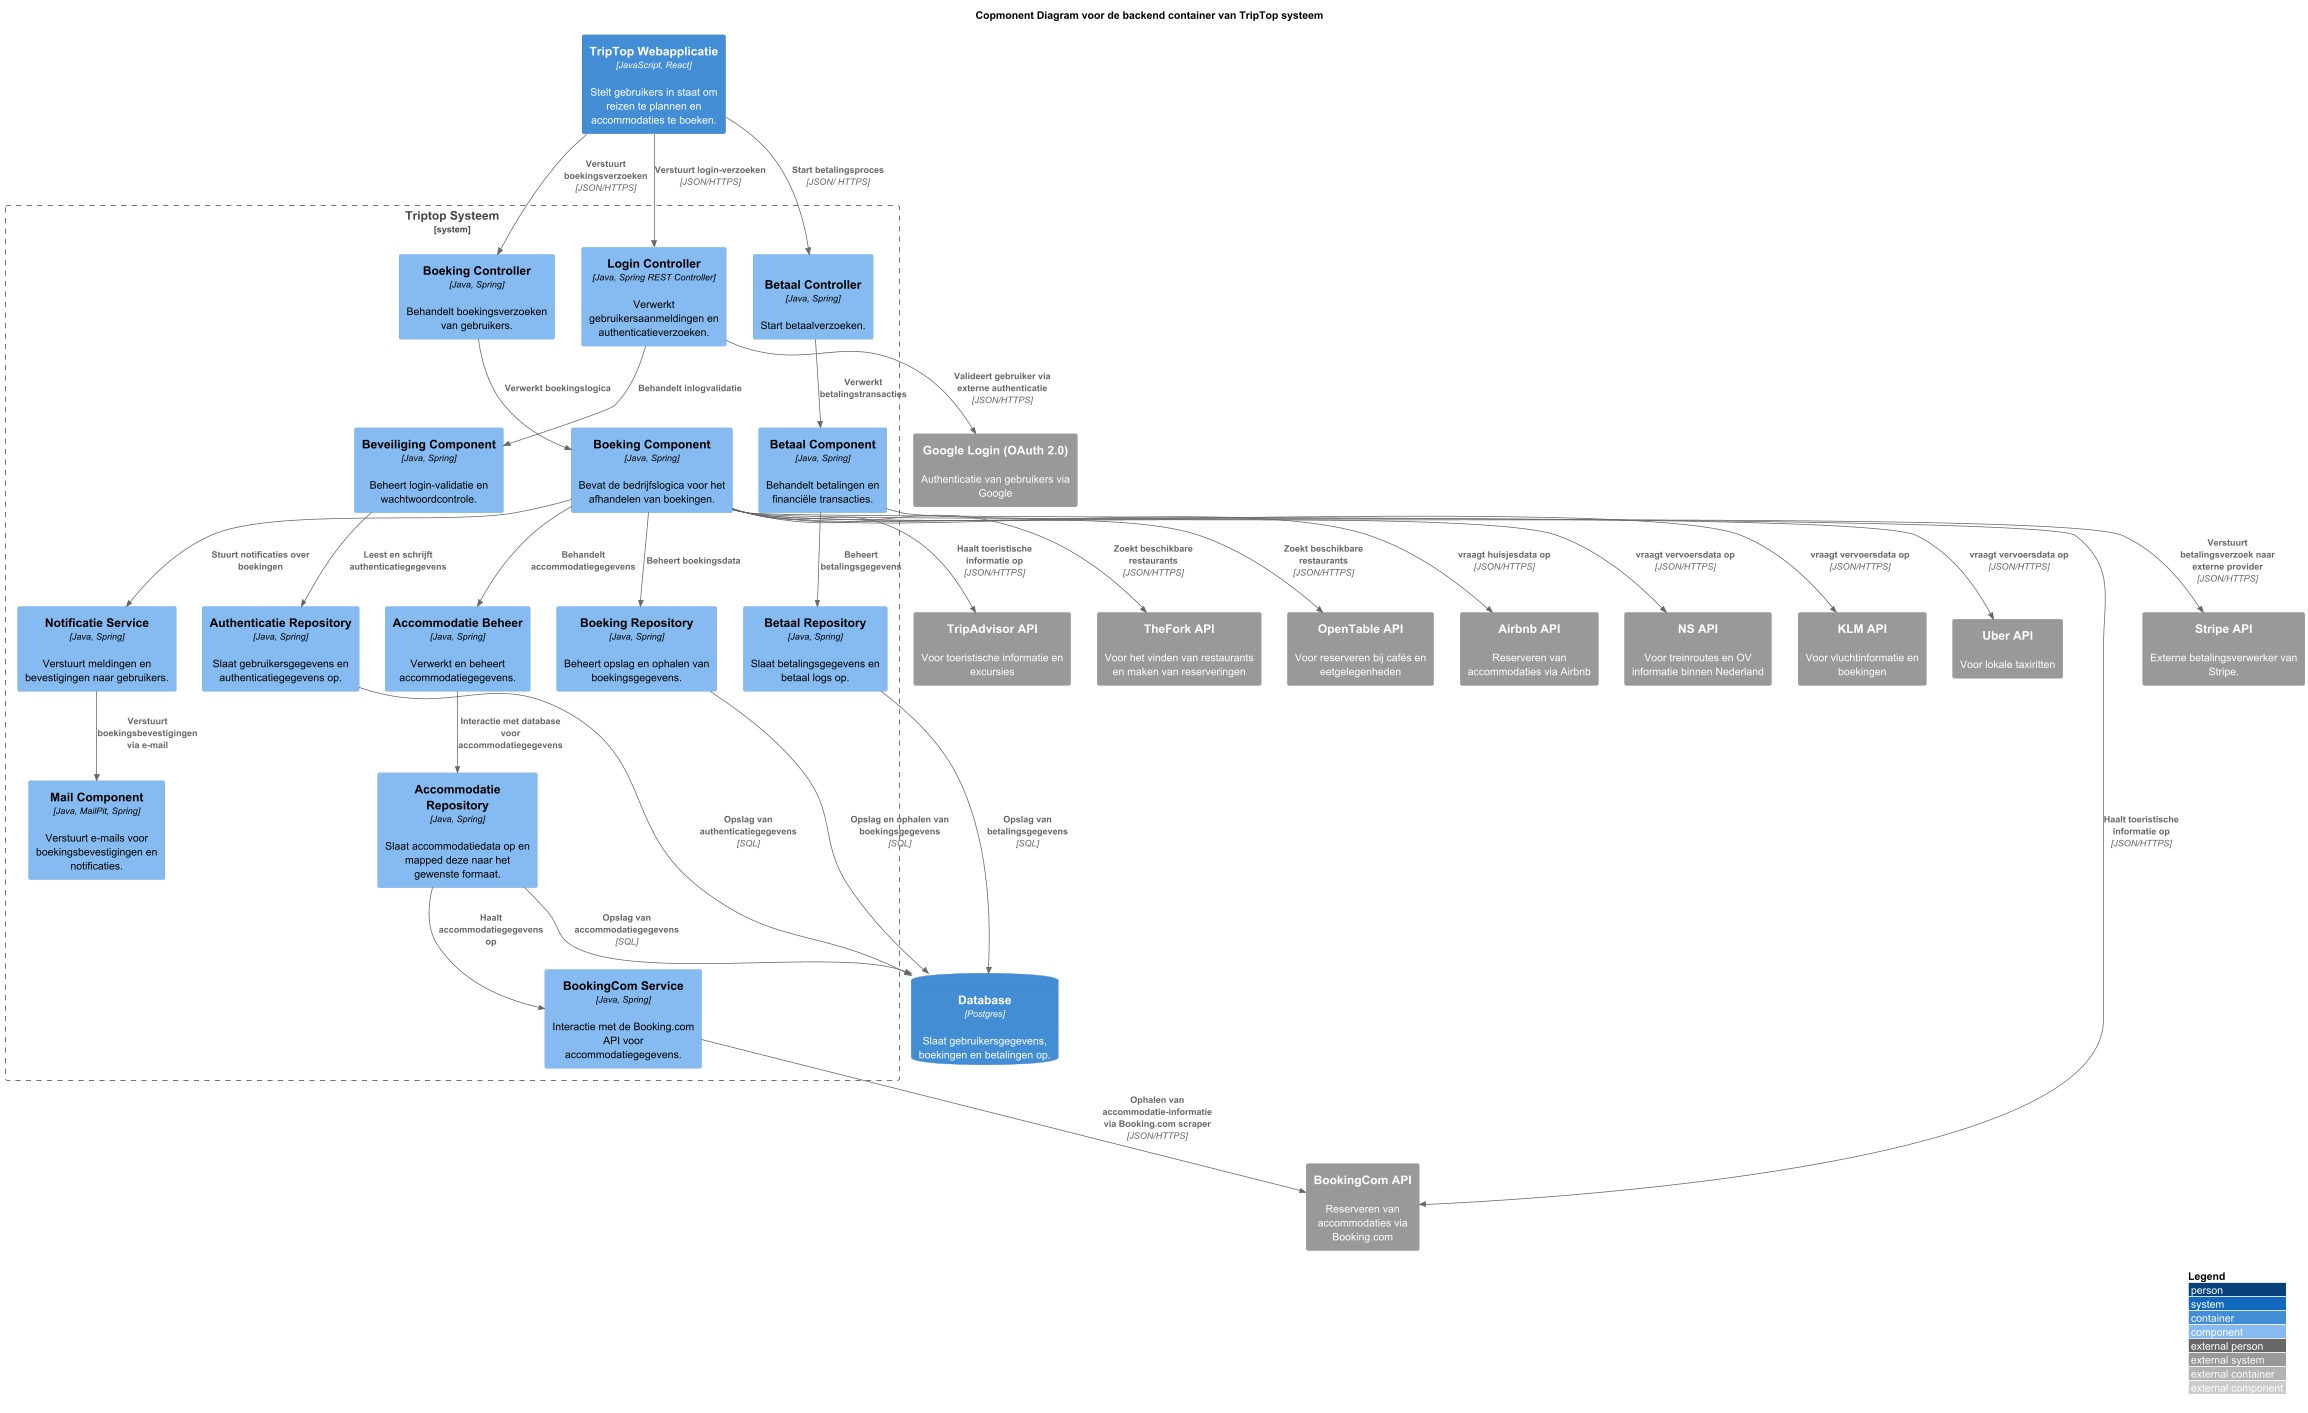 Copmonent Diagram voor de backend container van TripTop systeem
TripTop Webapplicatie
[JavaScript, React]
Stelt gebruikers in staat om
reizen te plannen en
accommodaties te boeken.
Verstuurt
boekingsverzoeken
[JSON/HTTPS]
Verstuurt login-verzoeken
[JSON/HTTPS]
Start betalingsproces
[JSON/ HTTPS]
Triptop Systeem
[system]
Boeking Controller
[Java, Spring]
Behandelt boekingsverzoeken
van gebruikers.
Login Controller
[Java, Spring REST Controller]
Verwerkt
gebruikersaanmeldingen en
authenticatieverzoeken.
Betaal Controller
[Java, Spring]
Start betaalverzoeken.
Verwerkt boekingslogica
Behandelt inlogvalidatie
Verwerkt
betalingstransacties
Valideert gebruiker via
externe authenticatie
[JSON/HTTPS]
Beveiliging Component
[Java, Spring]
Beheert login-validatie en
wachtwoordcontrole.
Boeking Component
[Java, Spring]
Bevat de bedrijfslogica voor het
afhandelen van boekingen.
Betaal Component
[Java, Spring]
Behandelt betalingen en
financiële transacties.
Google Login (OAuth 2.0)
Authenticatie van gebruikers via
Google
Stuurt notificaties over
boekingen
Leest en schrijft
authenticatiegegevens
Behandelt
accommodatiegegevens
Beheert boekingsdata
Beheert
betalingsgegevens
Haalt toeristische
informatie op
[JSON/HTTPS]
Zoekt beschikbare
restaurants
[JSON/HTTPS]
Zoekt beschikbare
restaurants
[JSON/HTTPS]
vraagt huisjesdata op
[JSON/HTTPS]
vraagt vervoersdata op
[JSON/HTTPS]
vraagt vervoersdata op
[JSON/HTTPS]
vraagt vervoersdata op
[JSON/HTTPS]
Verstuurt
betalingsverzoek naar
externe provider
[JSON/HTTPS]
Notificatie Service
[Java, Spring]
Verstuurt meldingen en
bevestigingen naar gebruikers.
Authenticatie Repository
[Java, Spring]
Slaat gebruikersgegevens en
authenticatiegegevens op.
Accommodatie Beheer
[Java, Spring]
Verwerkt en beheert
accommodatiegegevens.
Boeking Repository
[Java, Spring]
Beheert opslag en ophalen van
boekingsgegevens.
Betaal Repository
[Java, Spring]
Slaat betalingsgegevens en
betaal logs op.
TripAdvisor API
Voor toeristische informatie en
excursies
TheFork API
Voor het vinden van restaurants
en maken van reserveringen
OpenTable API
Voor reserveren bij cafés en
eetgelegenheden
Airbnb API
Reserveren van
accommodaties via Airbnb
NS API
Voor treinroutes en OV
informatie binnen Nederland
KLM API
Voor vluchtinformatie en
boekingen
Uber API
Voor lokale taxiritten
Stripe API
Externe betalingsverwerker van
Stripe.
Verstuurt
boekingsbevestigingen
via e-mail
Interactie met database
voor
accommodatiegegevens
Mail Component
[Java, MailPit, Spring]
Verstuurt e-mails voor
boekingsbevestigingen en
notificaties.
Accommodatie
Repository
[Java, Spring]
Slaat accommodatiedata op en
mapped deze naar het
gewenste formaat.
Opslag van
authenticatiegegevens
[SQL]
Opslag en ophalen van
boekingsgegevens
[SQL]
Opslag van
betalingsgegevens
[SQL]
Haalt toeristische
informatie op
[JSON/HTTPS]
Haalt
accommodatiegegevens
op
Opslag van
accommodatiegegevens
[SQL]
BookingCom Service
[Java, Spring]
Interactie met de Booking.com
API voor
accommodatiegegevens.
Database
[Postgres]
Slaat gebruikersgegevens,
boekingen en betalingen op.
Ophalen van
accommodatie-informatie
via Booking.com scraper
[JSON/HTTPS]
BookingCom API
Reserveren van
accommodaties via
Booking.com
Legend
person
system
container
component
external person
external system
external container
external component